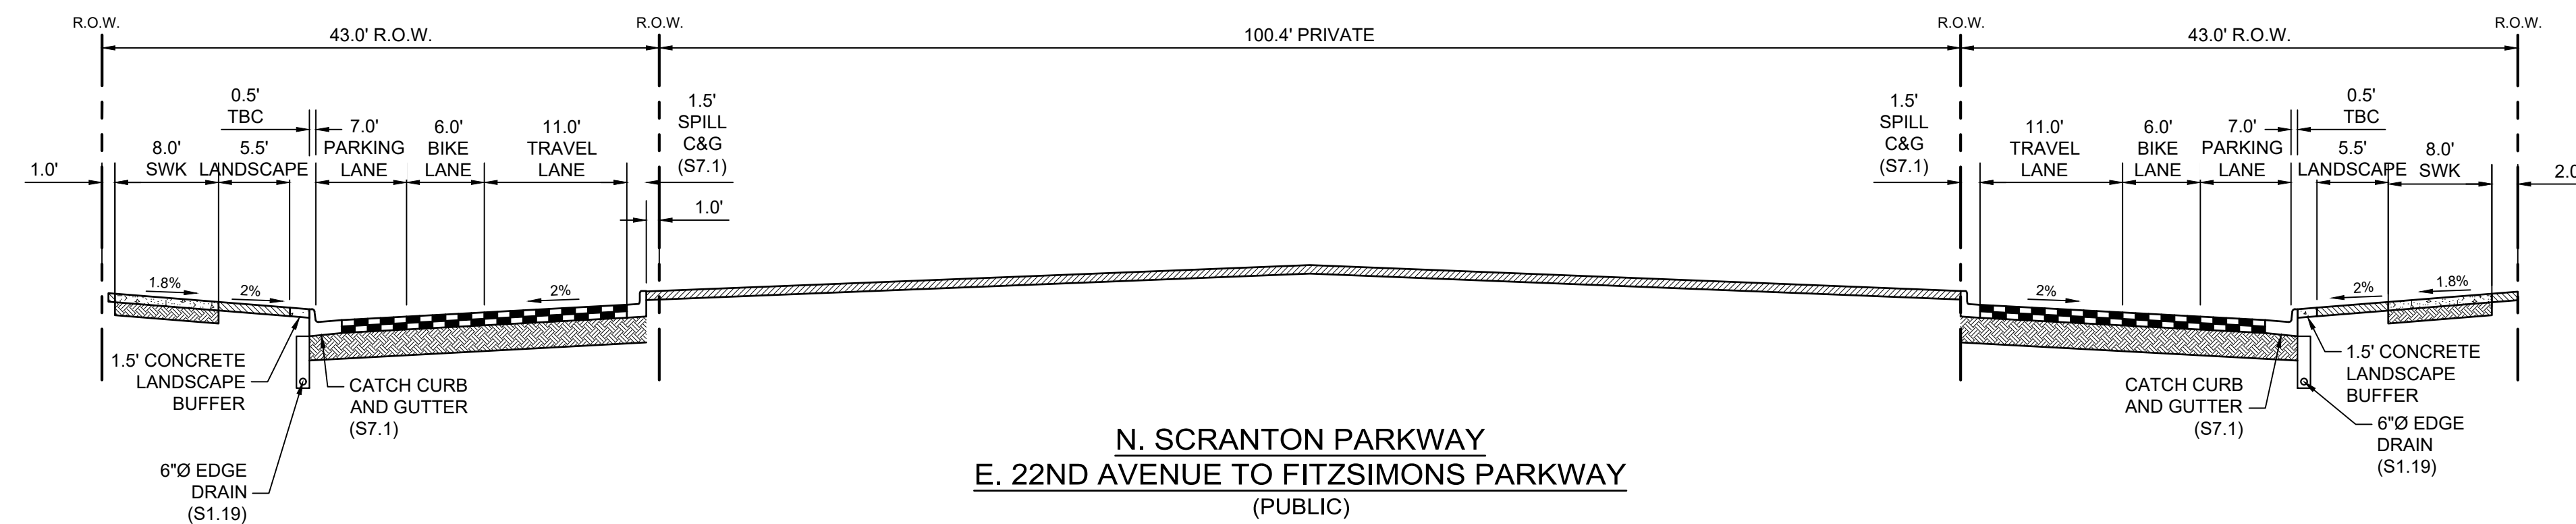 R.O.W.
R.O.W.
R.O.W.
R.O.W.
43.0' R.O.W.
100.4' PRIVATE
43.0' R.O.W.
1.0'
8.0'
SWK
5.5'
LANDSCAPE
0.5'
TBC
7.0'
PARKING
LANE
6.0'
BIKE
LANE
11.0'
TRAVEL
LANE
1.5'
SPILL
C&G
(S7.1)
1.0'
1.5'
SPILL
C&G
(S7.1)
11.0'
TRAVEL
LANE
6.0'
BIKE
LANE
7.0'
PARKING
LANE
0.5'
TBC
5.5'
LANDSCAPE
8.0'
SWK
2.0
1.8%
2%
2%
2%
2%
1.8%
1.5' CONCRETE
LANDSCAPE
BUFFER
CATCH CURB
AND GUTTER
(S7.1)
6"Ø EDGE
DRAIN
(S1.19)
CATCH CURB
AND GUTTER
(S7.1)
1.5' CONCRETE
LANDSCAPE
BUFFER
6"Ø EDGE
DRAIN
(S1.19)
N. SCRANTON PARKWAY
E. 22ND AVENUE TO FITZSIMONS PARKWAY
(PUBLIC)